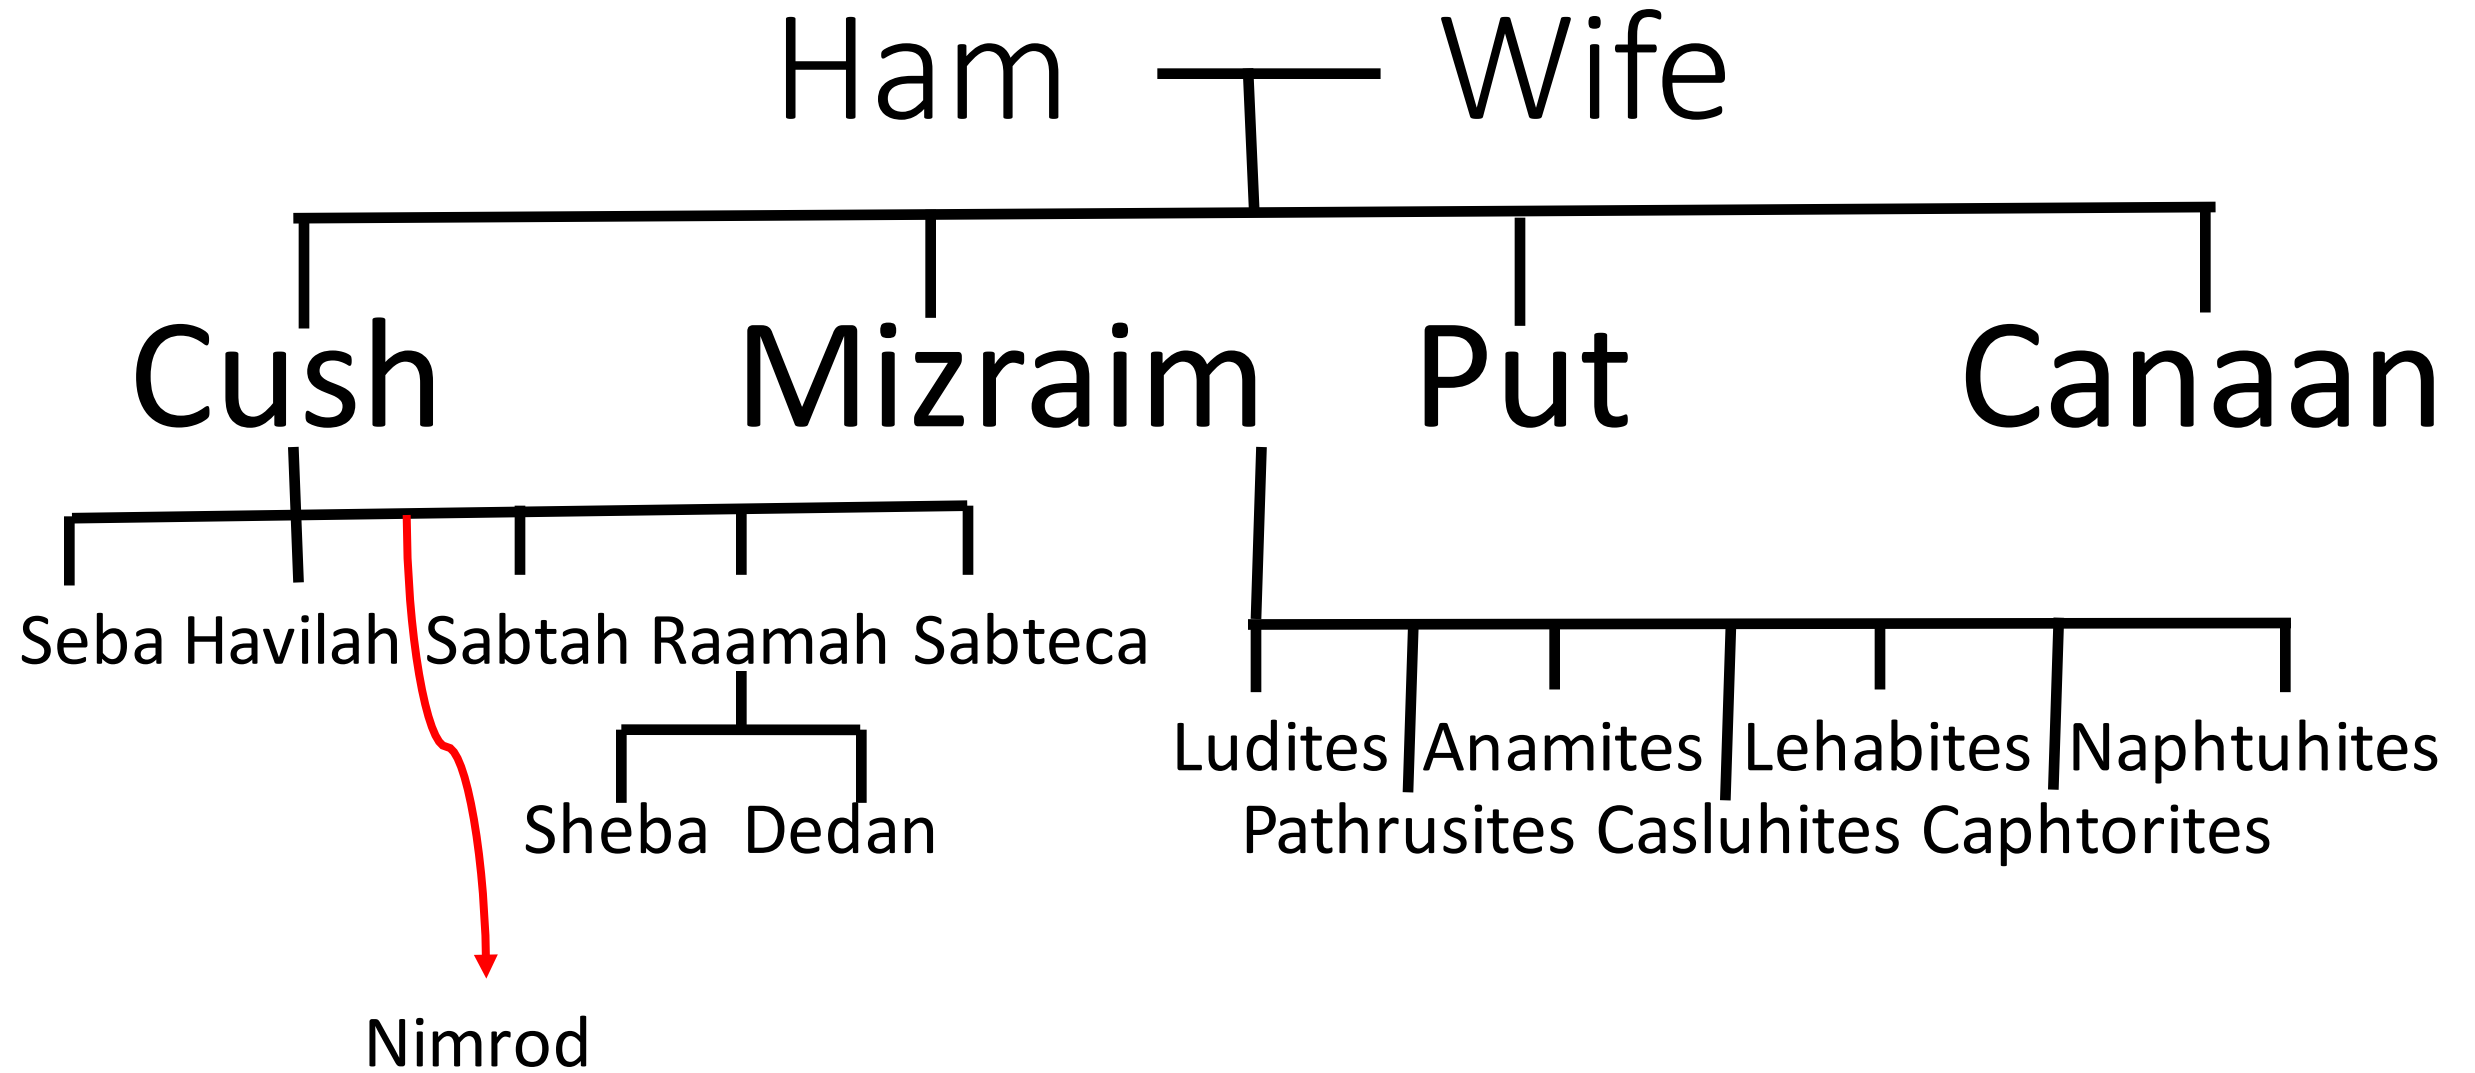 Ham Wife
Cush Mizraim Put Canaan
Seba Havilah Sabtah Raamah Sabteca
Ludites Anamites Lehabites Naphtuhites
Sheba Dedan Pathrusites Casluhites Caphtorites
Nimrod